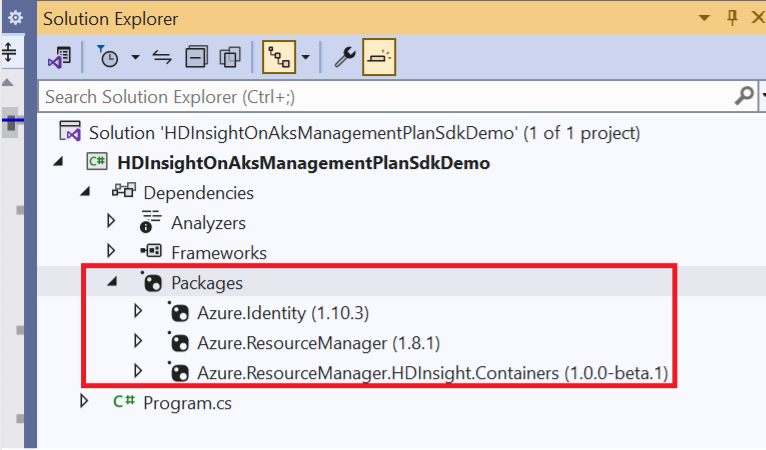 Solution Explorer
Search Solution Explorer (Ctrl+;)
Solution 'HDInsightOnAksManagementPlanSdkDemo' (1 of 1 project)
C# HDInsightOnAksManagementPlanSdkDemo
Dependencies
Analyzers
Frameworks
Packages
Azure.Identity (1.10.3)
Azure.ResourceManager (1.8.1)
Azure.ResourceManager.HDInsight.Containers (1.0.0-beta.1)
C# Program.cs